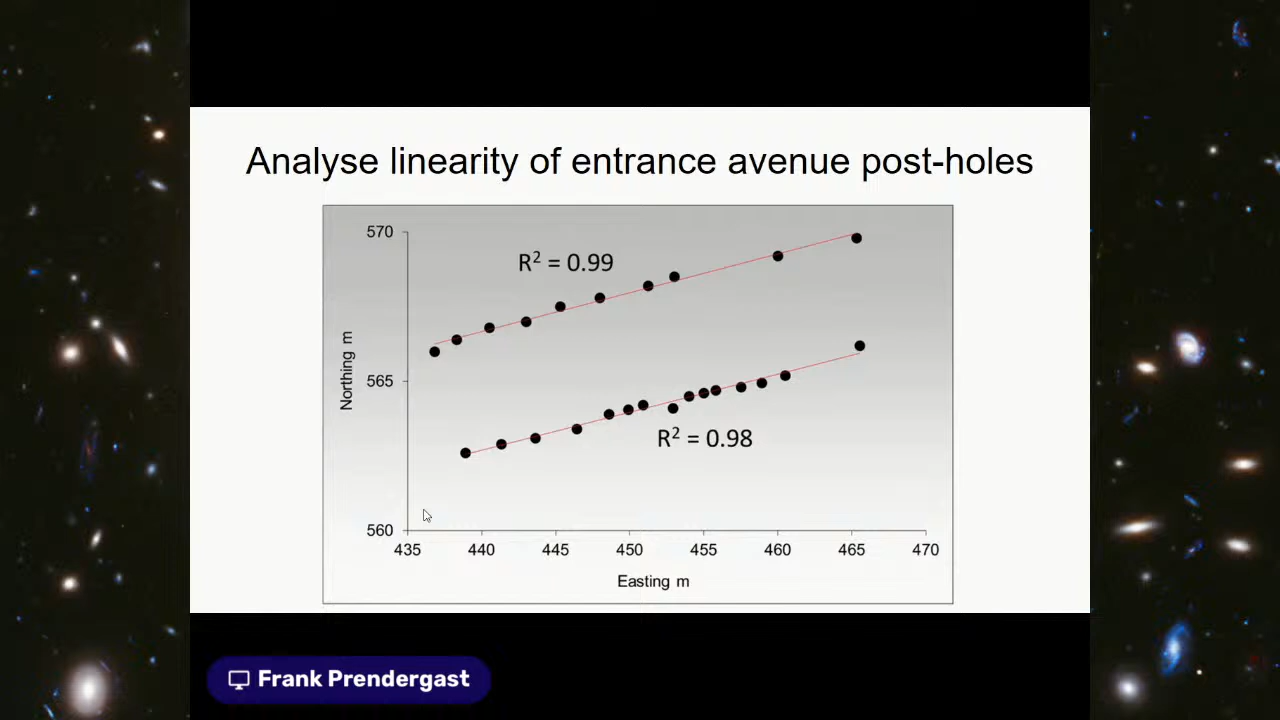 Analyse linearity of entrance avenue post-holes
570
R² = 0.99
Northing m
565
R² = 0.98
560
435 440 445 450 455 460 465 470
Easting m
Frank Prendergast